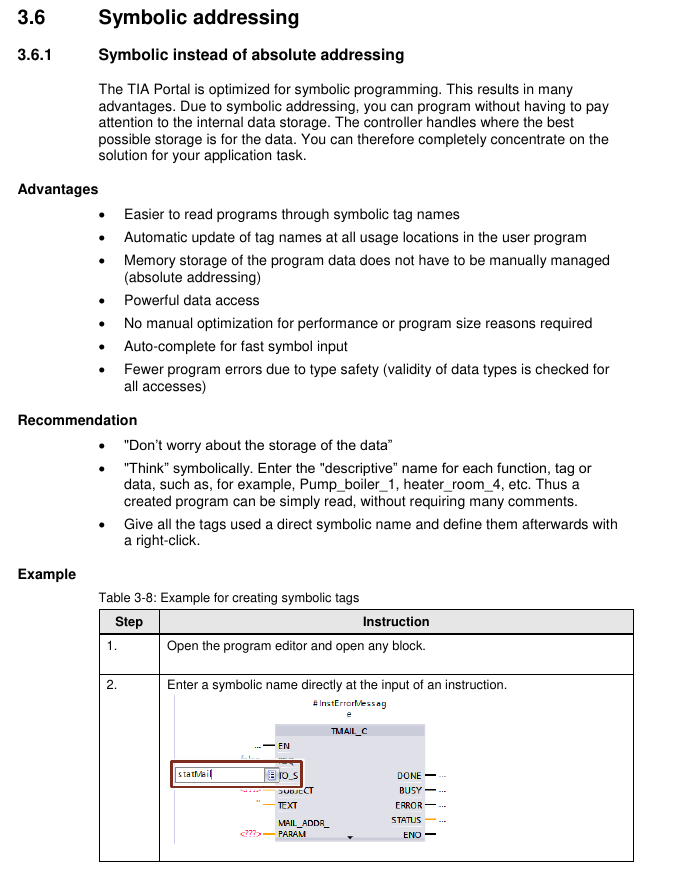 3.6 Symbolic addressing
3.6.1 Symbolic instead of absolute addressing
The TIA Portal is optimized for symbolic programming. This results in many
advantages. Due to symbolic addressing, you can program without having to pay
attention to the internal data storage. The controller handles where the best
possible storage is for the data. You can therefore completely concentrate on the
solution for your application task.
Advantages
• Easier to read programs through symbolic tag names
• Automatic update of tag names at all usage locations in the user program
• Memory storage of the program data does not have to be manually managed
(absolute addressing)
• Powerful data access
• No manual optimization for performance or program size reasons required
• Auto-complete for fast symbol input
• Fewer program errors due to type safety (validity of data types is checked for
all accesses)
Recommendation
• "Don’t worry about the storage of the data”
• "Think” symbolically. Enter the "descriptive” name for each function, tag or
data, such as, for example, Pump_boiler_1, heater_room_4, etc. Thus a
created program can be simply read, without requiring many comments.
• Give all the tags used a direct symbolic name and define them afterwards with
a right-click.
Example
Table 3-8: Example for creating symbolic tags
Step Instruction
1. Open the program editor and open any block.
2. Enter a symbolic name directly at the input of an instruction.
#InstErrorMessag
e
TMAIL_C
... EN
statMail TO_S DONE ...
SUBJECT BUSY ...
'' TEXT ERROR ...
STATUS ...
MAIL_ADDR_
<???> PARAM ENO